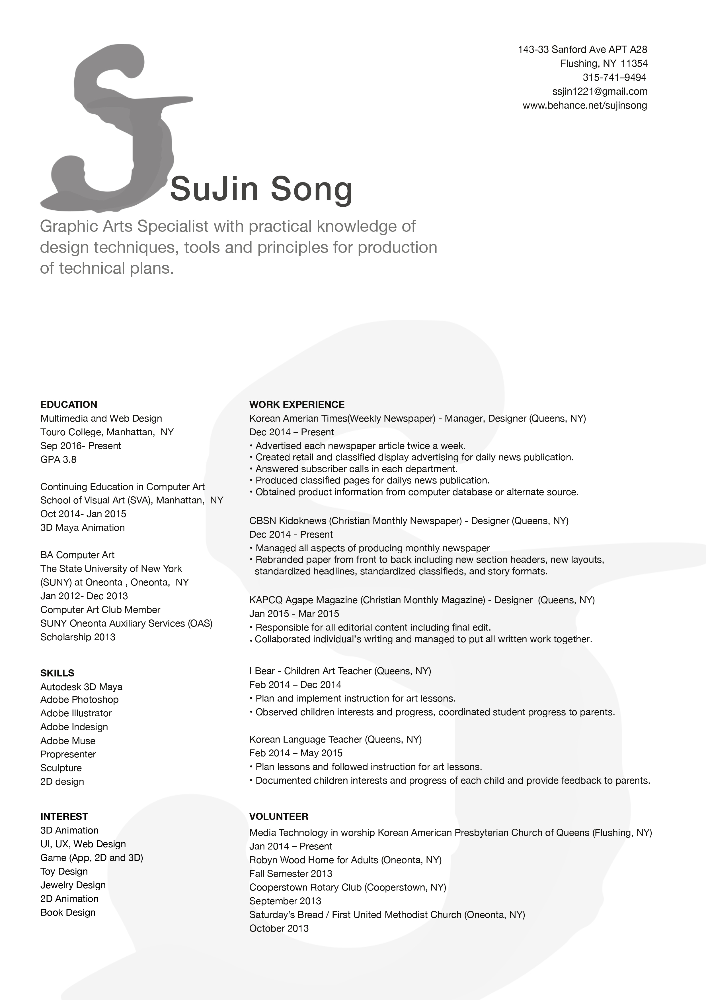 143-33 Sanford Ave APT A28
Flushing, NY 11354
315-741–9494
ssjin1221@gmail.com
www.behance.net/sujinsong
SJ
SuJin Song
Graphic Arts Specialist with practical knowledge of
design techniques, tools and principles for production
of technical plans.
EDUCATION
Multimedia and Web Design
Touro College, Manhattan, NY
Sep 2016- Present
GPA 3.8
Continuing Education in Computer Art
School of Visual Art (SVA), Manhattan, NY
Oct 2014- Jan 2015
3D Maya Animation
BA Computer Art
The State University of New York
(SUNY) at Oneonta , Oneonta, NY
Jan 2012- Dec 2013
Computer Art Club Member
SUNY Oneonta Auxiliary Services (OAS)
Scholarship 2013
SKILLS
Autodesk 3D Maya
Adobe Photoshop
Adobe Illustrator
Adobe Indesign
Adobe Muse
Propresenter
Sculpture
2D design
INTEREST
3D Animation
UI, UX, Web Design
Game (App, 2D and 3D)
Toy Design
Jewelry Design
2D Animation
Book Design
WORK EXPERIENCE
Korean Amerian Times(Weekly Newspaper) - Manager, Designer (Queens, NY)
Dec 2014 – Present
• Advertised each newspaper article twice a week.
• Created retail and classified display advertising for daily news publication.
• Answered subscriber calls in each department.
• Produced classified pages for dailys news publication.
• Obtained product information from computer database or alternate source.
CBSN Kidoknews (Christian Monthly Newspaper) - Designer (Queens, NY)
Dec 2014 - Present
• Managed all aspects of producing monthly newspaper
• Rebranded paper from front to back including new section headers, new layouts,
standardized headlines, standardized classifieds, and story formats.
KAPCQ Agape Magazine (Christian Monthly Magazine) - Designer (Queens, NY)
Jan 2015 - Mar 2015
• Responsible for all editorial content including final edit.
• Collaborated individual’s writing and managed to put all written work together.
I Bear - Children Art Teacher (Queens, NY)
Feb 2014 – Dec 2014
• Plan and implement instruction for art lessons.
• Observed children interests and progress, coordinated student progress to parents.
Korean Language Teacher (Queens, NY)
Feb 2014 – May 2015
• Plan lessons and followed instruction for art lessons.
• Documented children interests and progress of each child and provide feedback to parents.
VOLUNTEER
Media Technology in worship Korean American Presbyterian Church of Queens (Flushing, NY)
Jan 2014 – Present
Robyn Wood Home for Adults (Oneonta, NY)
Fall Semester 2013
Cooperstown Rotary Club (Cooperstown, NY)
September 2013
Saturday’s Bread / First United Methodist Church (Oneonta, NY)
October 2013